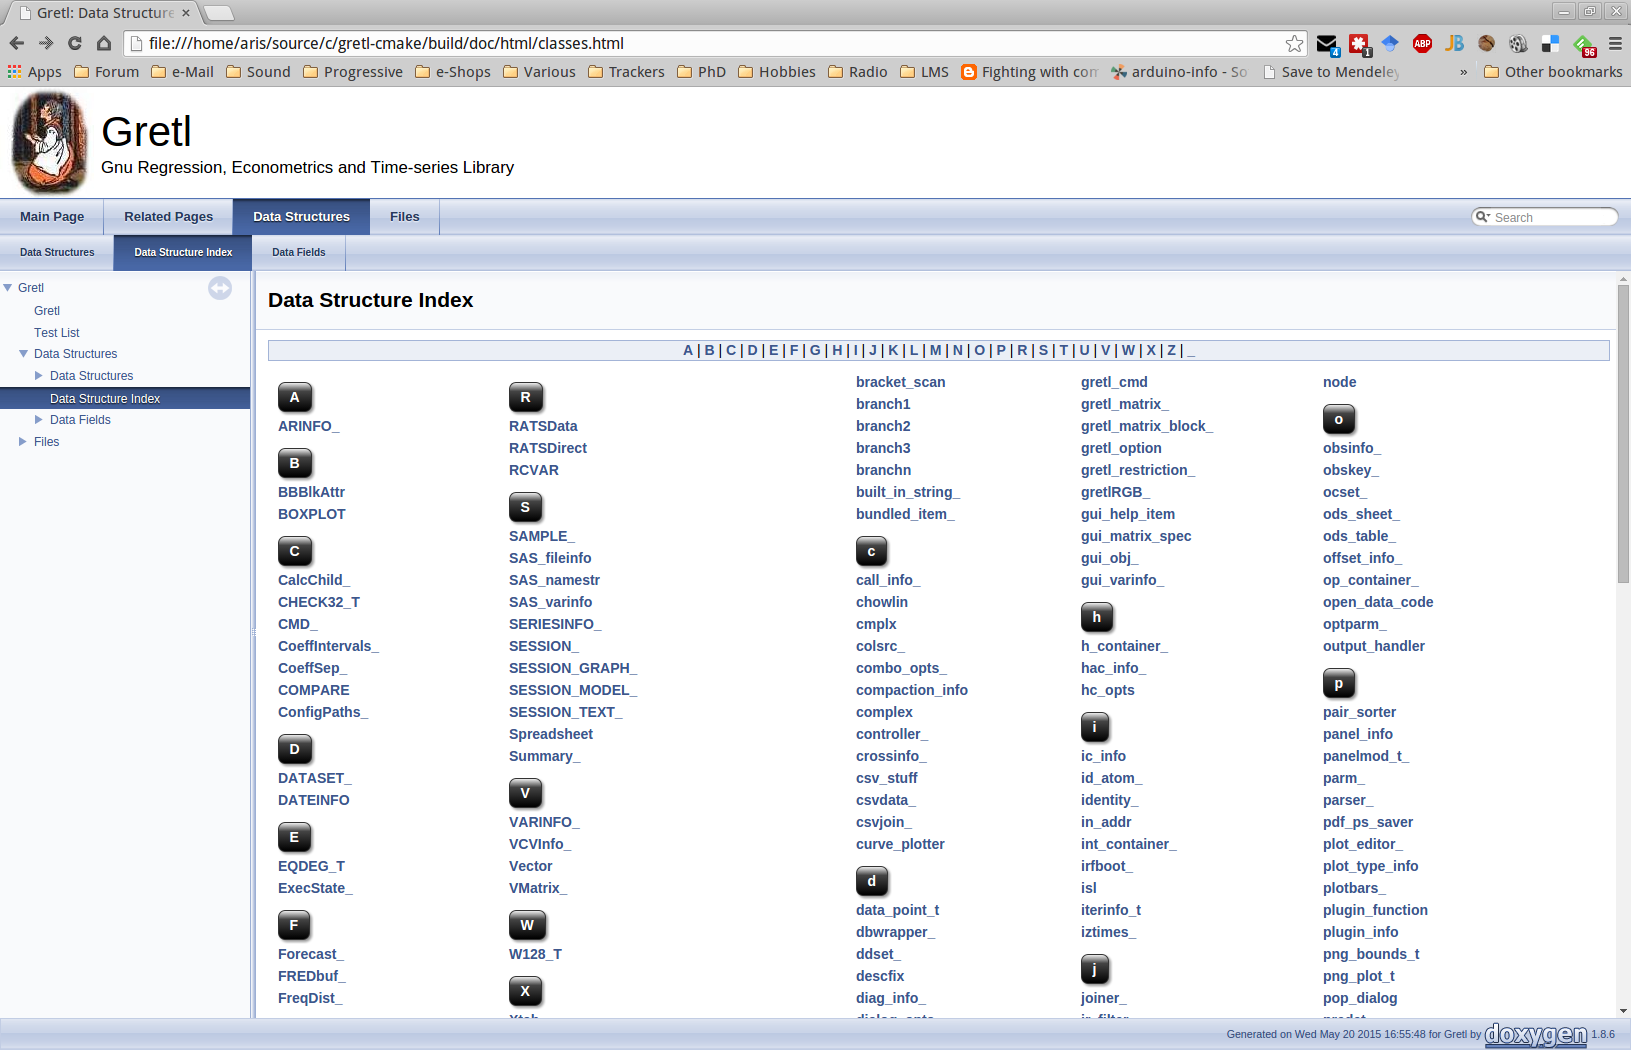 Gretl: Data Structure
file:///home/aris/source/c/gretl-cmake/build/doc/html/classes.html
4
1
ABP
JB
96
Apps Forum e-Mail Sound Progressive e-Shops Various Trackers PhD Hobbies Radio LMS Fighting with com arduino-info - So Save to Mendeley » Other bookmarks
Gretl
Gnu Regression, Econometrics and Time-series Library
Main Page Related Pages Data Structures Files Search
Data Structures Data Structure Index Data Fields
Gretl
Gretl
Test List
Data Structures
Data Structures
Data Structure Index
Data Fields
Files
Data Structure Index
A | B | C | D | E | F | G | H | I | J | K | L | M | N | O | P | R | S | T | U | V | W | X | Z | _
A
ARINFO_
B
BBBlkAttr
BOXPLOT
C
CalcChild_
CHECK32_T
CMD_
CoeffIntervals_
CoeffSep_
COMPARE
ConfigPaths_
D
DATASET_
DATEINFO
E
EQDEG_T
ExecState_
F
Forecast_
FREDbuf_
FreqDist_
R
RATSData
RATSDirect
RCVAR
S
SAMPLE_
SAS_fileinfo
SAS_namestr
SAS_varinfo
SERIESINFO_
SESSION_
SESSION_GRAPH_
SESSION_MODEL_
SESSION_TEXT_
Spreadsheet
Summary_
V
VARINFO_
VCVInfo_
Vector
VMatrix_
W
W128_T
X
bracket_scan
branch1
branch2
branch3
branchn
built_in_string_
bundled_item_
c
call_info_
chowlin
cmplx
colsrc_
combo_opts_
compaction_info
complex
controller_
crossinfo_
csv_stuff
csvdata_
csvjoin_
curve_plotter
d
data_point_t
dbwrapper_
ddset_
descfix
diag_info_
gretl_cmd
gretl_matrix_
gretl_matrix_block_
gretl_option
gretl_restriction_
gretlRGB_
gui_help_item
gui_matrix_spec
gui_obj_
gui_varinfo_
h
h_container_
hac_info_
hc_opts
i
ic_info
id_atom_
identity_
in_addr
int_container_
irfboot_
isl
iterinfo_t
iztimes_
j
joiner_
node
o
obsinfo_
obskey_
ocset_
ods_sheet_
ods_table_
offset_info_
op_container_
open_data_code
optparm_
output_handler
p
pair_sorter
panel_info
panelmod_t_
parm_
parser_
pdf_ps_saver
plot_editor_
plot_type_info
plotbars_
plugin_function
plugin_info
png_bounds_t
png_plot_t
pop_dialog
Generated on Wed May 20 2015 16:55:48 for Gretl by doxygen 1.8.6